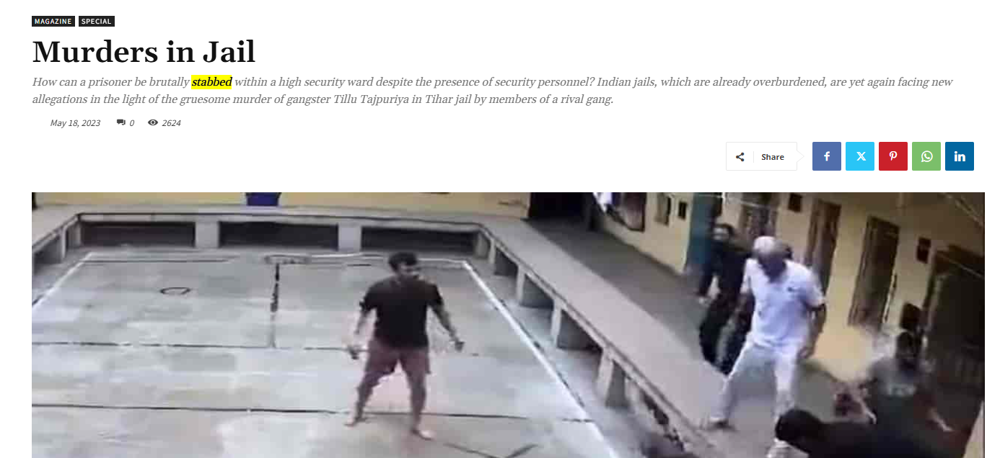 MAGAZINE SPECIAL
Murders in Jail
How can a prisoner be brutally stabbed within a high security ward despite the presence of security personnel? Indian jails, which are already overburdened, are yet again facing new
allegations in the light of the gruesome murder of gangster Tillu Tajpuriya in Tihar jail by members of a rival gang.
May 18, 2023 0 2624
Share